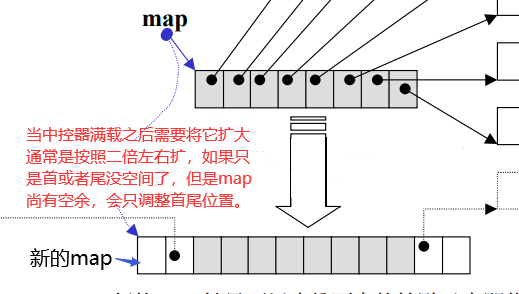 map
当中控器满载之后需要将它扩大
通常是按照二倍左右扩，如果只
是首或者尾没空间了，但是map
尚有空余，会只调整首尾位置。
新的map